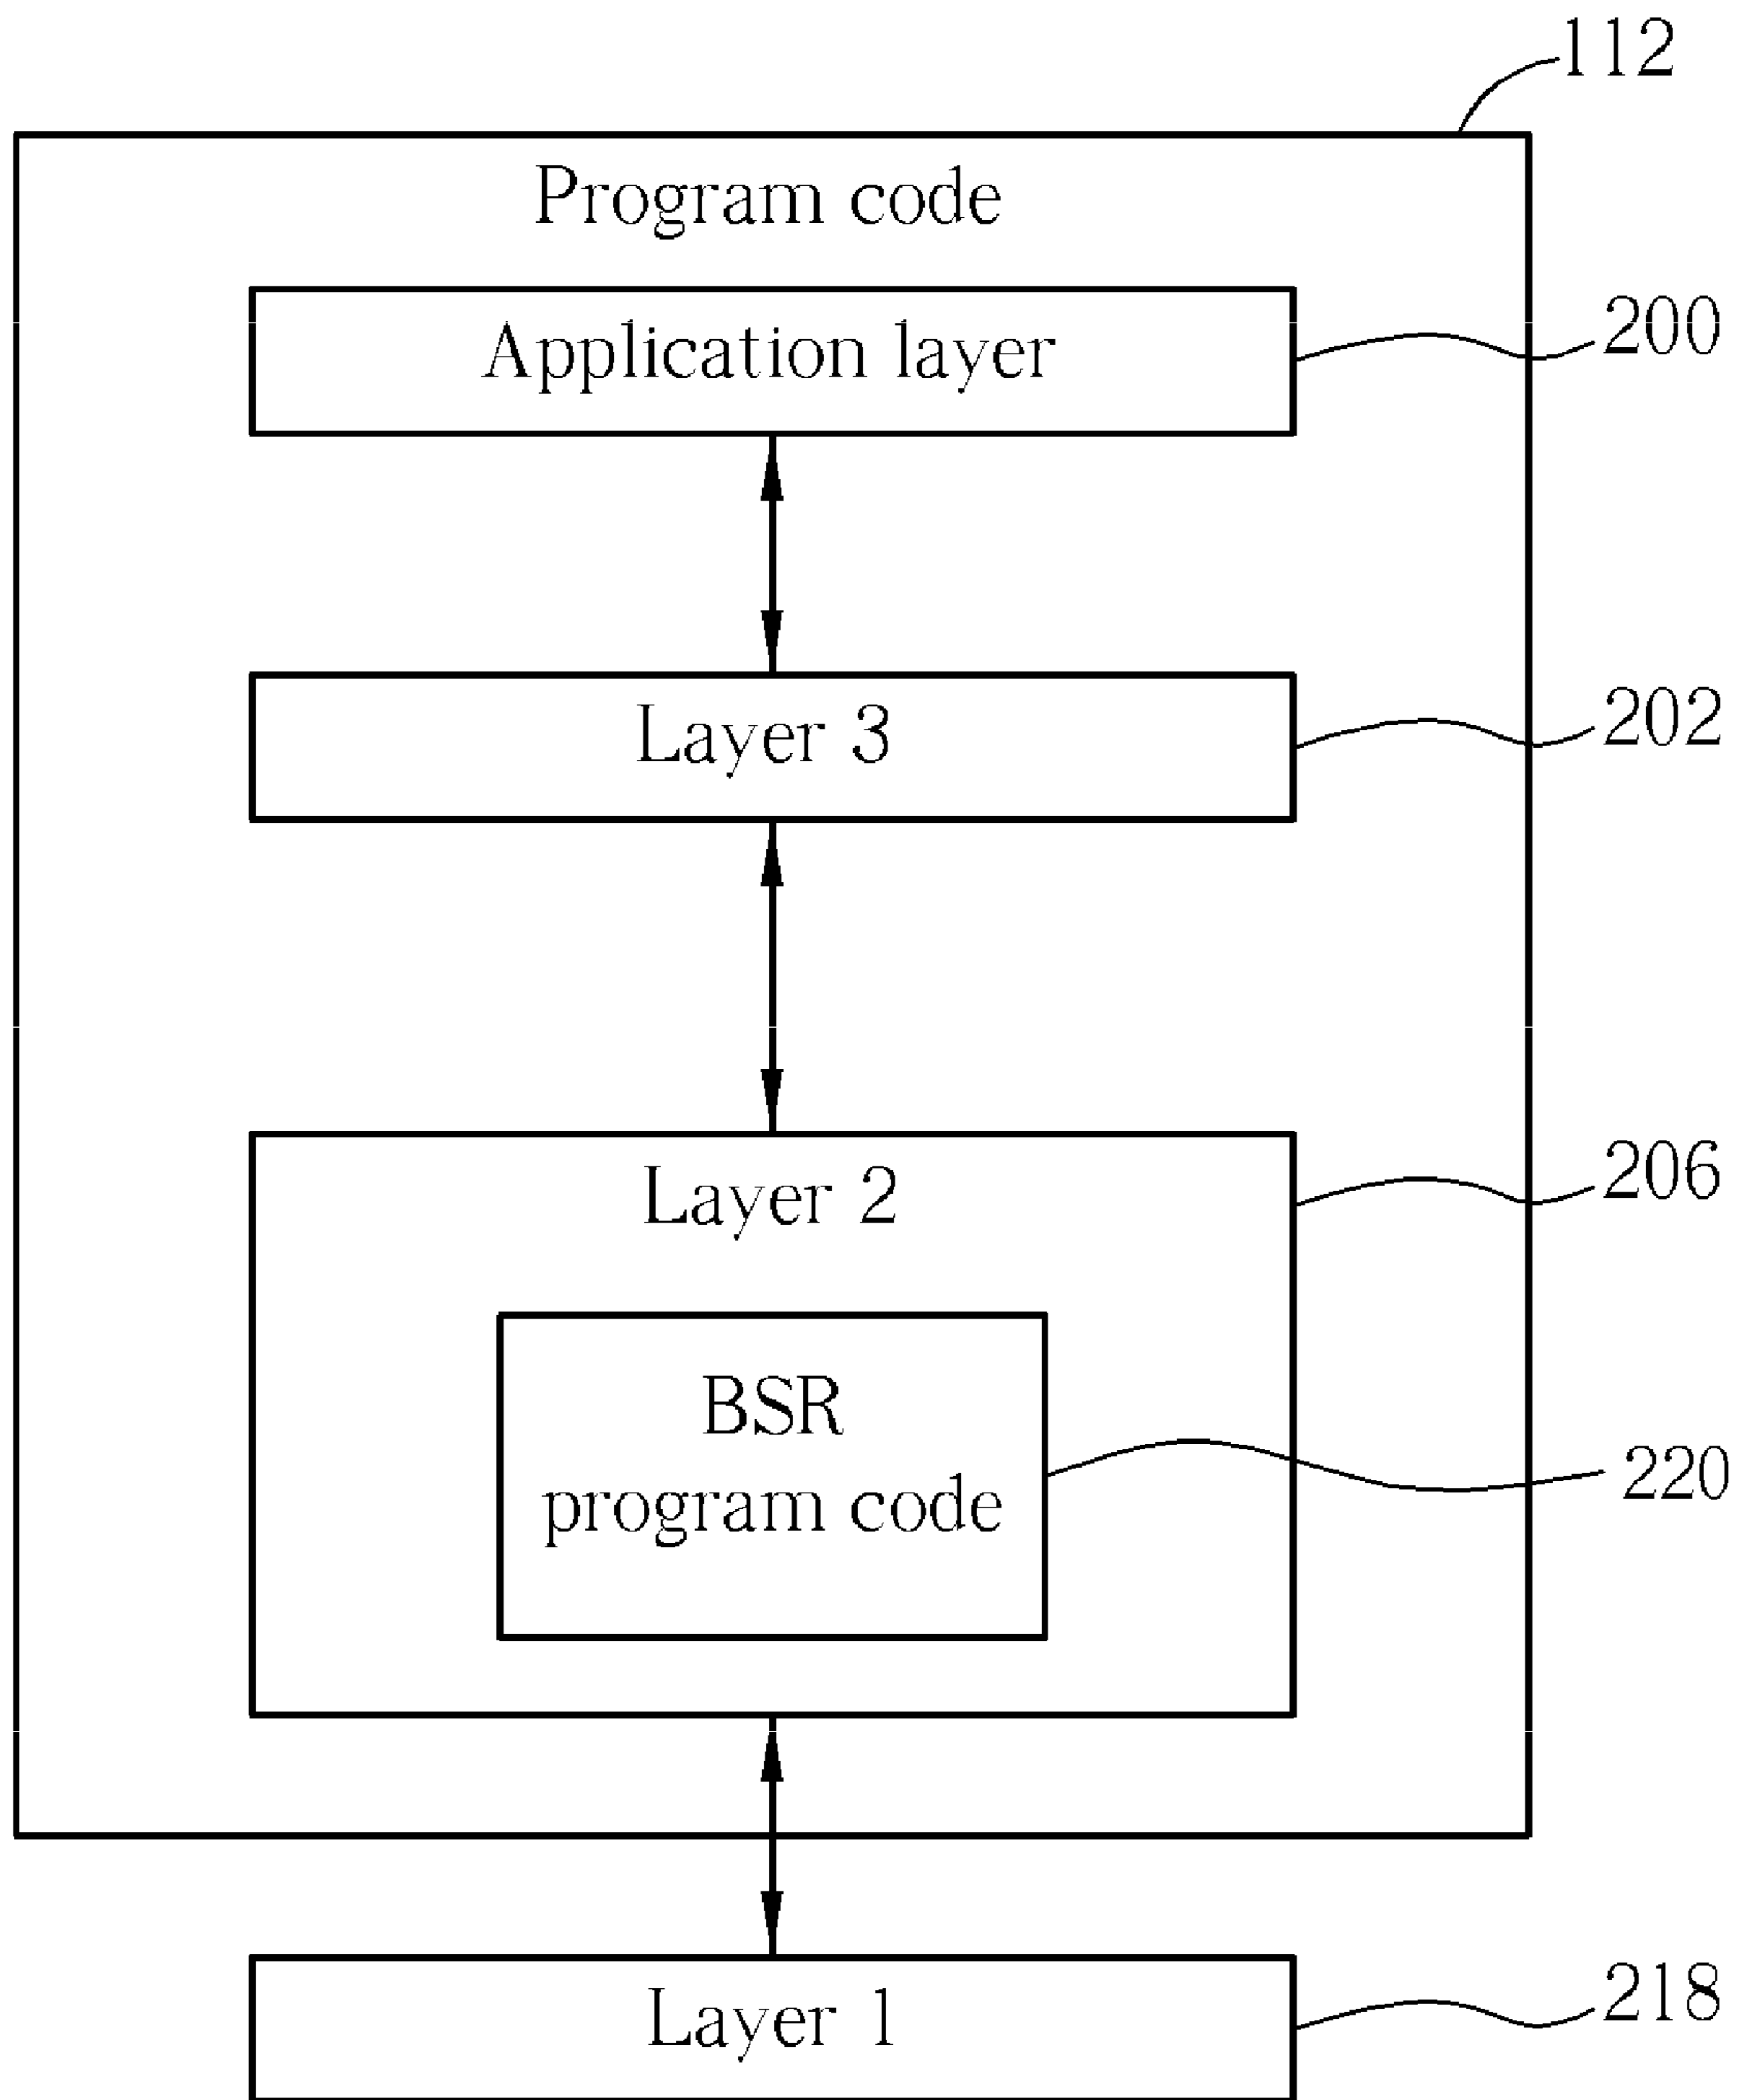 112
Program code
Application layer
200
Layer 3
202
Layer 2
206
BSR
program code
220
Layer 1
218